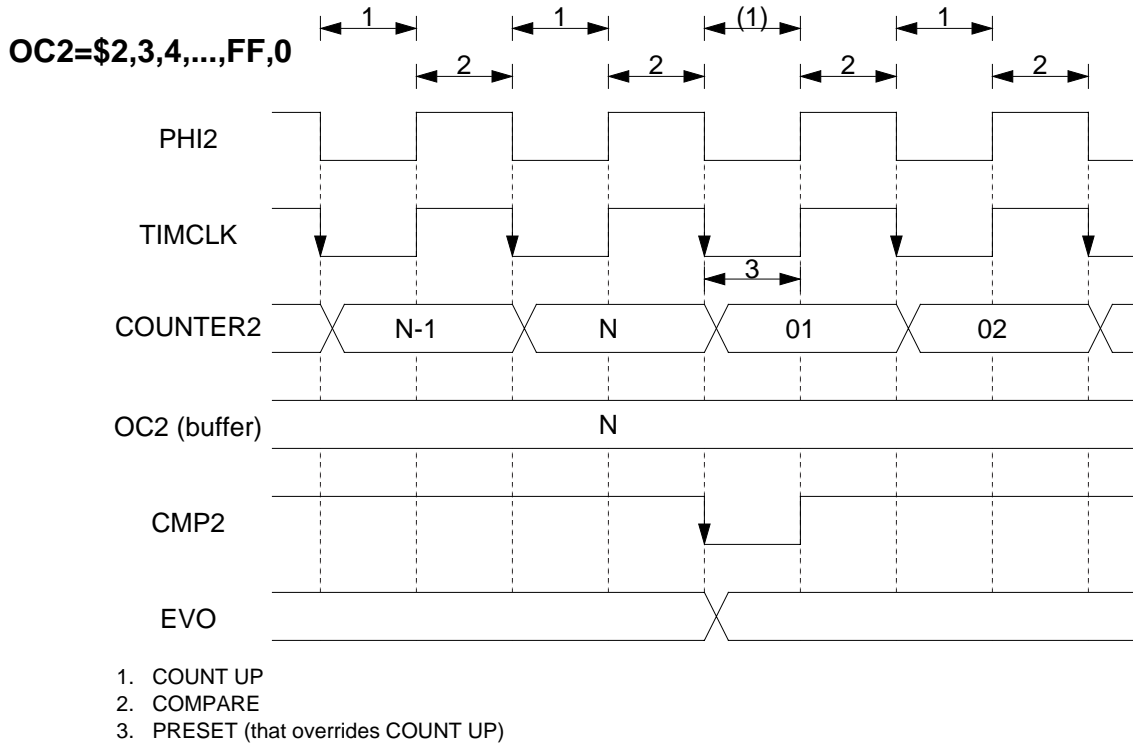 1 1 (1) 1
OC2=$2,3,4,...,FF,0
2 2 2 2
PHI2
TIMCLK
3
COUNTER2 N-1 N 01 02
OC2 (buffer) N
CMP2
EVO
1. COUNT UP
2. COMPARE
3. PRESET (that overrides COUNT UP)